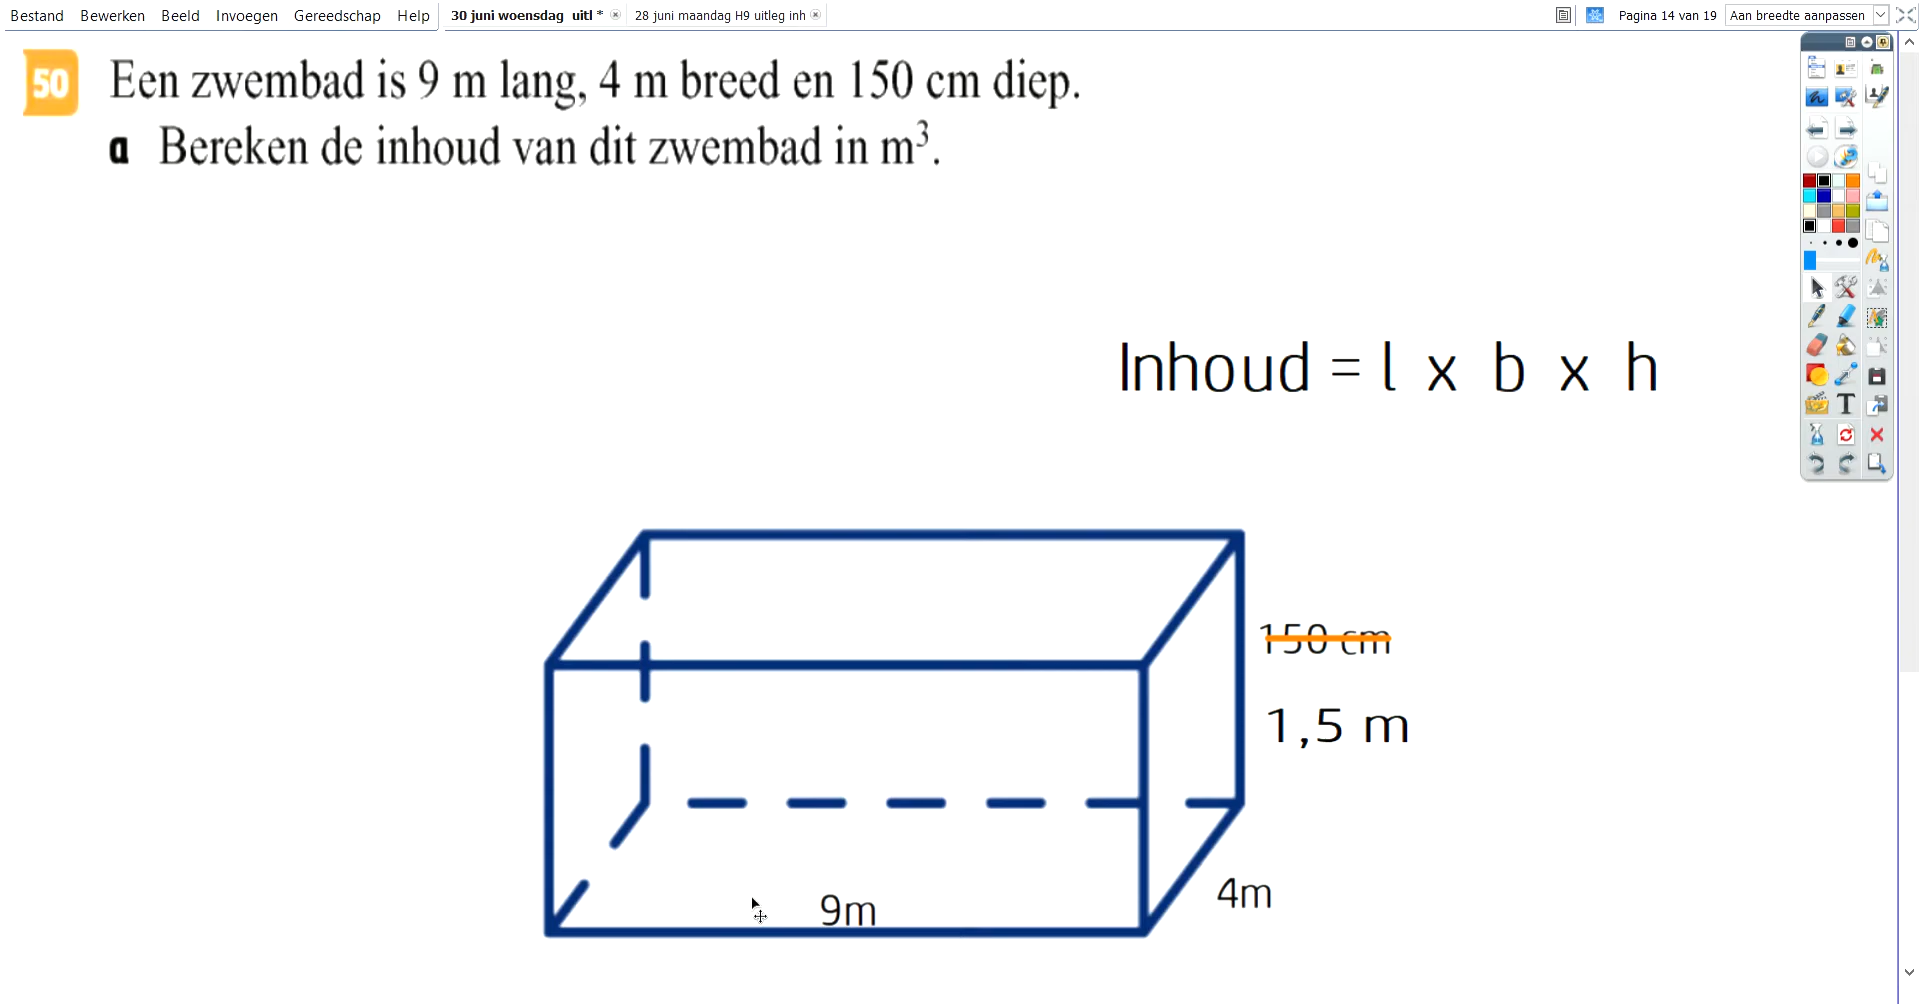 Bestand Bewerken Beeld Invoegen Gereedschap Help
30 juni woensdag uitl * 28 juni maandag H9 uitleg inh
Pagina 14 van 19 Aan breedte aanpassen
50 Een zwembad is 9 m lang, 4 m breed en 150 cm diep.
a Bereken de inhoud van dit zwembad in m³.
Inhoud = l x b x h
150 cm
1,5 m
4m
9m
T